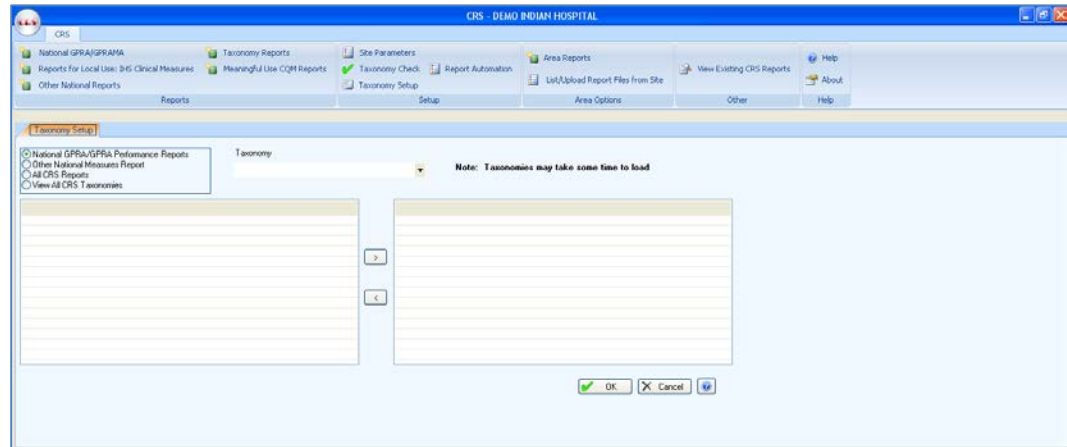 CRS - DEMO INDIAN HOSPITAL
CRS
National GPRA/GPRAMA
Reports for Local Use: IHS Clinical Measures
Other National Reports
Taxonomy Reports
Meaningful Use CQM Reports
Reports
Site Parameters
Taxonomy Check
Report Automation
Taxonomy Setup
Setup
Area Reports
List/Upload Report Files from Site
Area Options
View Existing CRS Reports
Other
Help
About
Help
Taxonomy Setup
National GPRA/GPRA Performance Reports
Other National Measures Report
All CRS Reports
View All CRS Taxonomies
Taxonomy
Note: Taxonomies may take some time to load
>
<
OK
Cancel